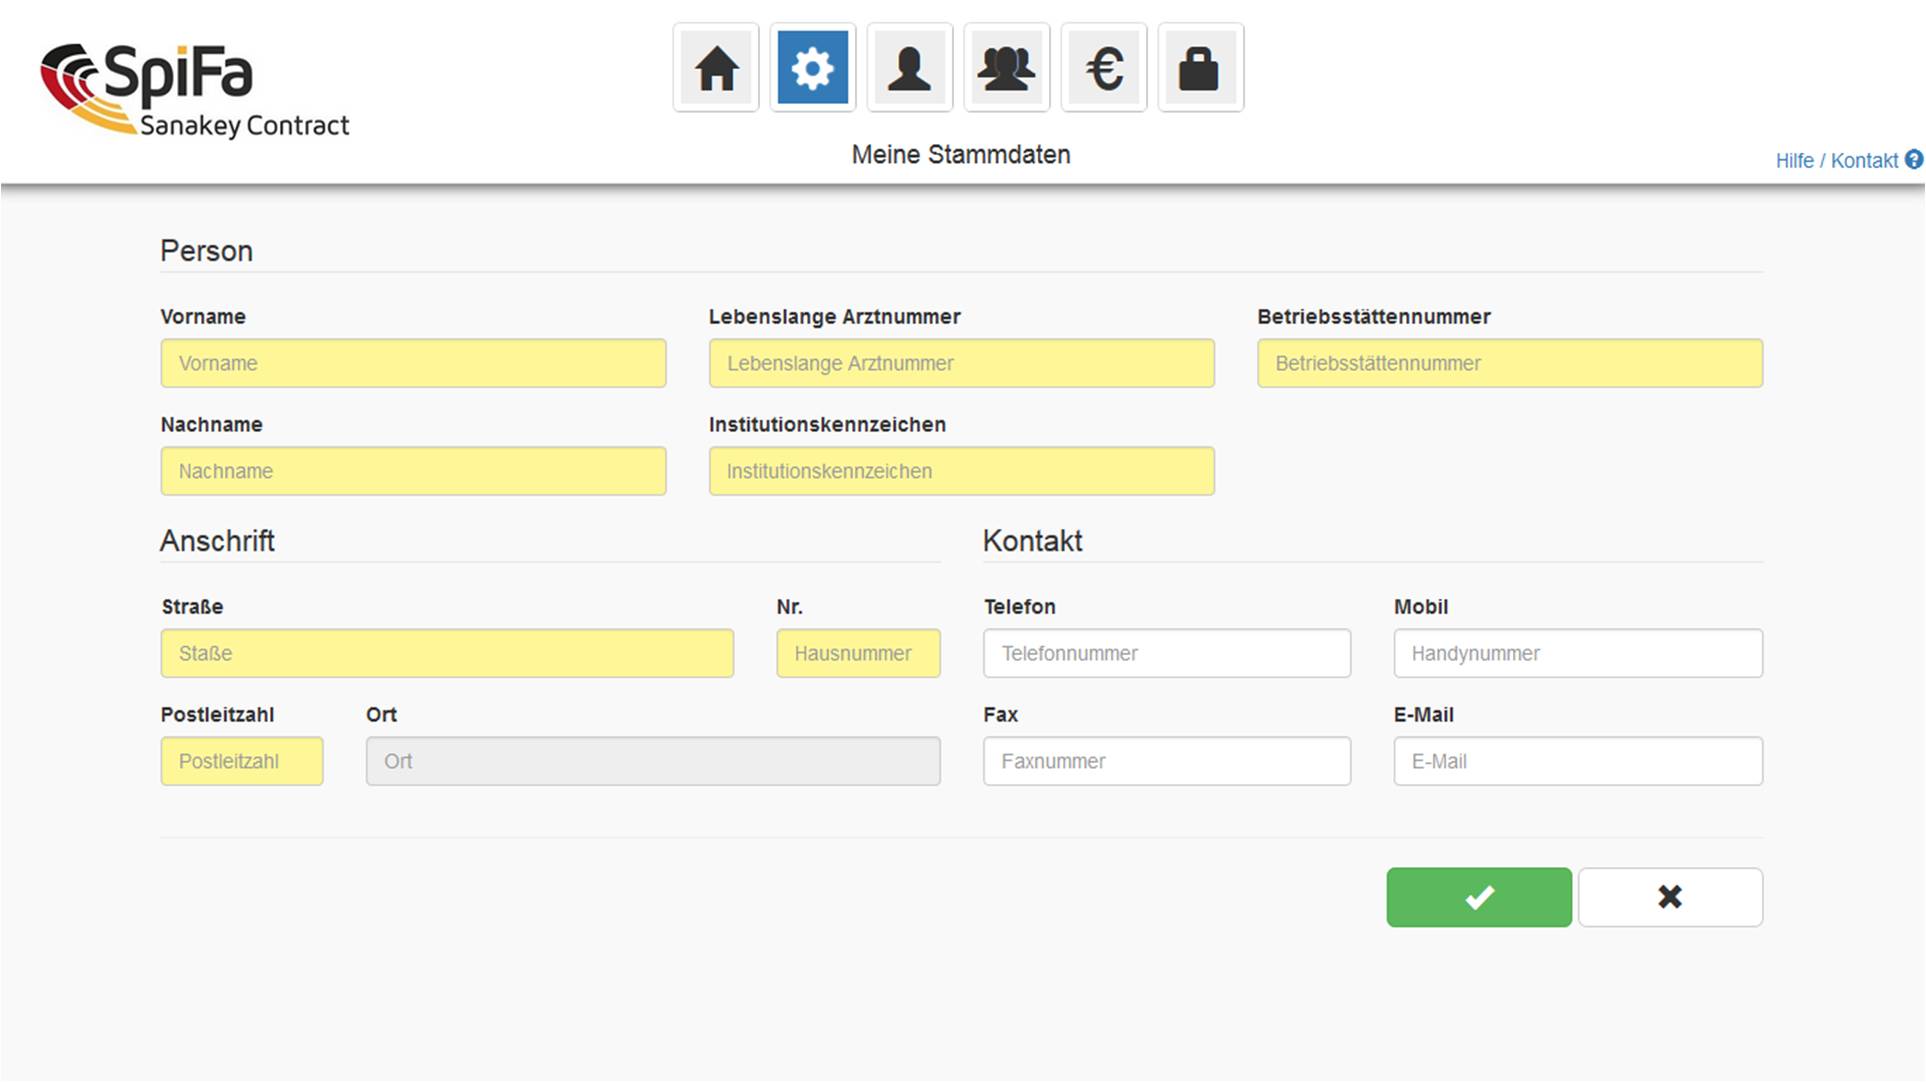 SpiFa
Sanakey Contract
€
Meine Stammdaten
Hilfe / Kontakt ?
Person
Vorname
Lebenslange Arztnummer
Betriebsstättennummer
Vorname
Lebenslange Arztnummer
Betriebsstättennummer
Nachname
Institutionskennzeichen
Nachname
Institutionskennzeichen
Anschrift
Kontakt
Straße
Nr.
Telefon
Mobil
Staße
Hausnummer
Telefonnummer
Handynummer
Postleitzahl
Ort
Fax
E-Mail
Postleitzahl
Ort
Faxnummer
E-Mail